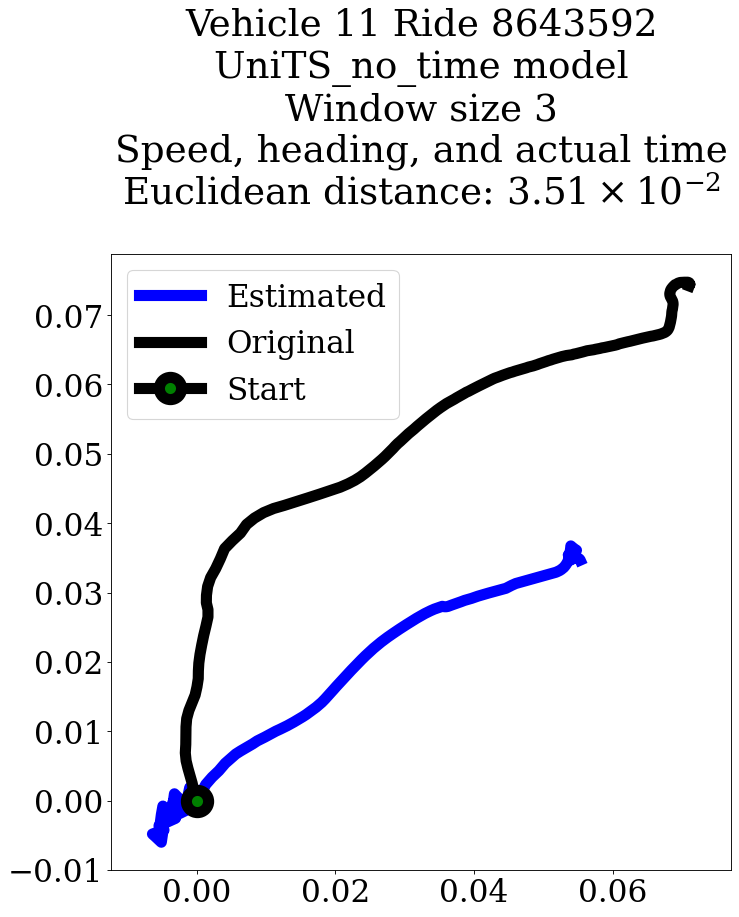 Vehicle 11 Ride 8643592
UniTS_no_time model
Window size 3
Speed, heading, and actual time
Euclidean distance: 3.51 × 10⁻²
Estimated
Original
Start
0.07
0.06
0.05
0.04
0.03
0.02
0.01
0.00
−0.01
0.00 0.02 0.04 0.06